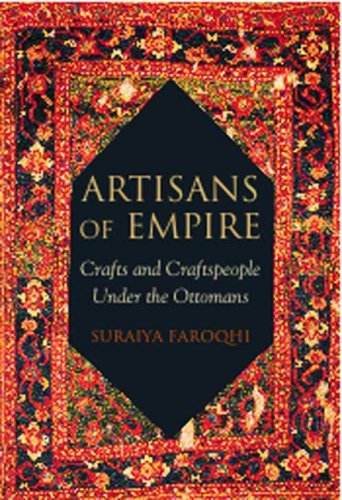 ARTISANS
OF EMPIRE
Crafts and Craftspeople
Under the Ottomans
SURAIYA FAROQHI